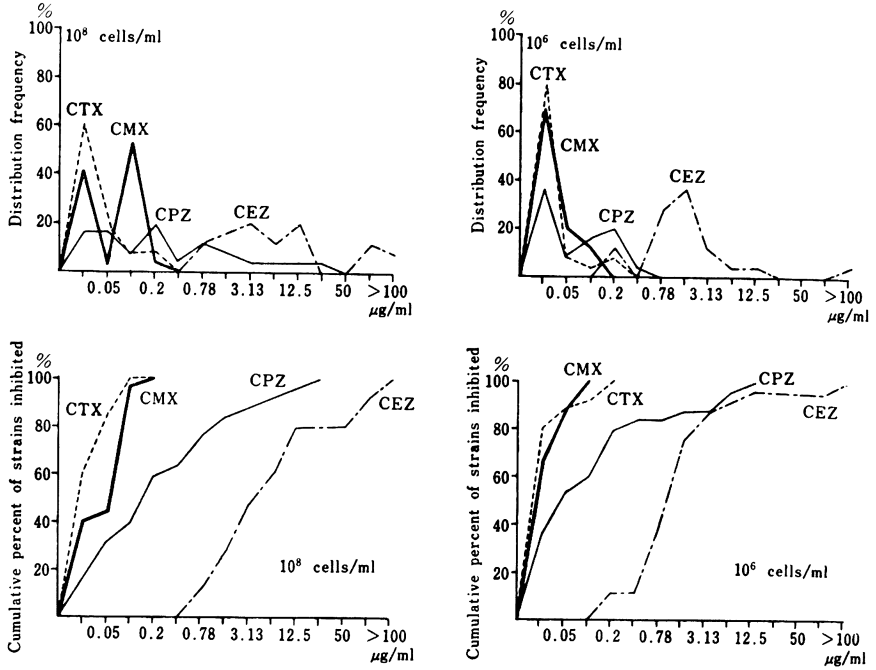 %
100
80
60
40
20
Distribution frequency
10⁸ cells/ml
CTX
CMX
CPZ
CEZ
0.05 0.2 0.78 3.13 12.5 50 >100
μg/ml
%
100
80
60
40
20
Distribution frequency
10⁶ cells/ml
CTX
CMX
CPZ
CEZ
0.05 0.2 0.78 3.13 12.5 50 >100
μg/ml
%
100
80
60
40
20
Cumulative percent of strains inhibited
CTX
CMX
CPZ
CEZ
10⁸ cells/ml
0.05 0.2 0.78 3.13 12.5 50 >100
μg/ml
%
100
80
60
40
20
Cumulative percent of strains inhibited
CMX
CTX
CPZ
CEZ
10⁶ cells/ml
0.05 0.2 0.78 3.13 12.5 50 >100
μg/ml